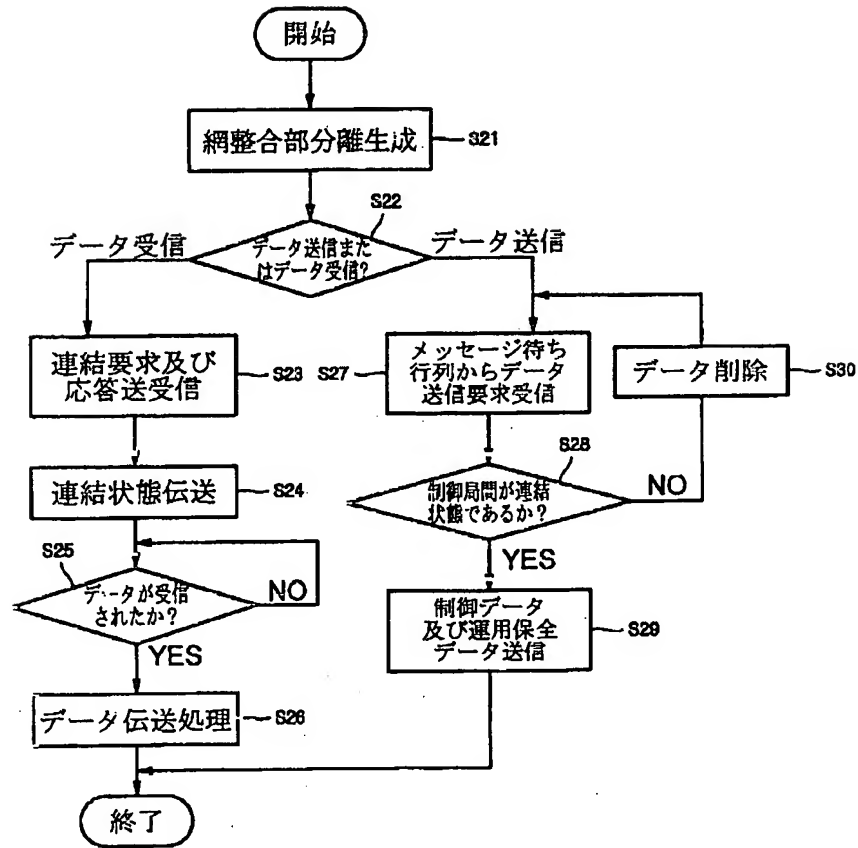 開始
網整合部分離生成
S21
S22
データ送信また
はデータ受信?
データ受信
データ送信
連結要求及び
応答送受信
S23
S27
メッセージ待ち
行列からデータ
送信要求受信
データ削除
S30
連結状態伝送
S24
S28
制御局間が連結
状態であるか?
NO
YES
S25
データが受信
されたか?
NO
YES
制御データ
及び運用保全
データ送信
S29
データ伝送処理
S26
終了